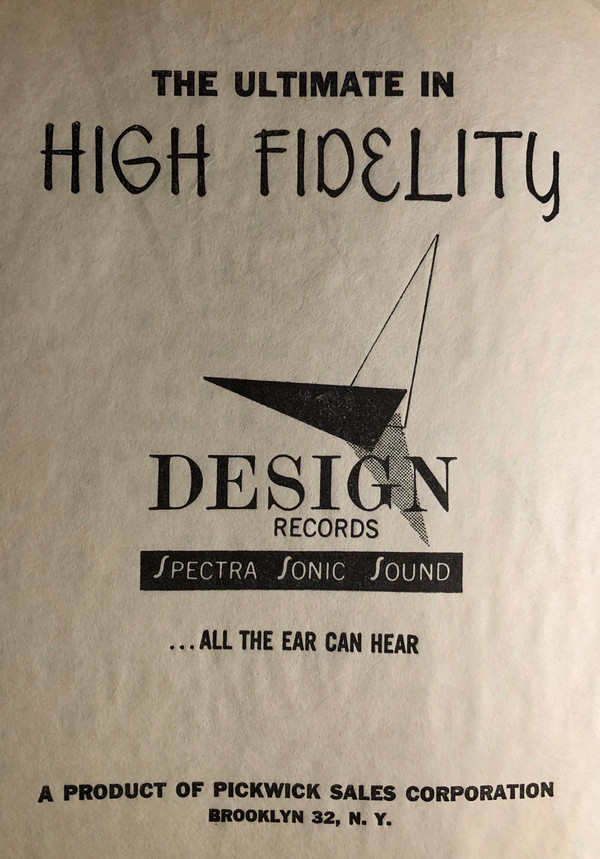 THE ULTIMATE IN
HIGH FIDELITY
DESIGN
RECORDS
SPECTRA SONIC SOUND
...ALL THE EAR CAN HEAR
A PRODUCT OF PICKWICK SALES CORPORATION
BROOKLYN 32, N. Y.